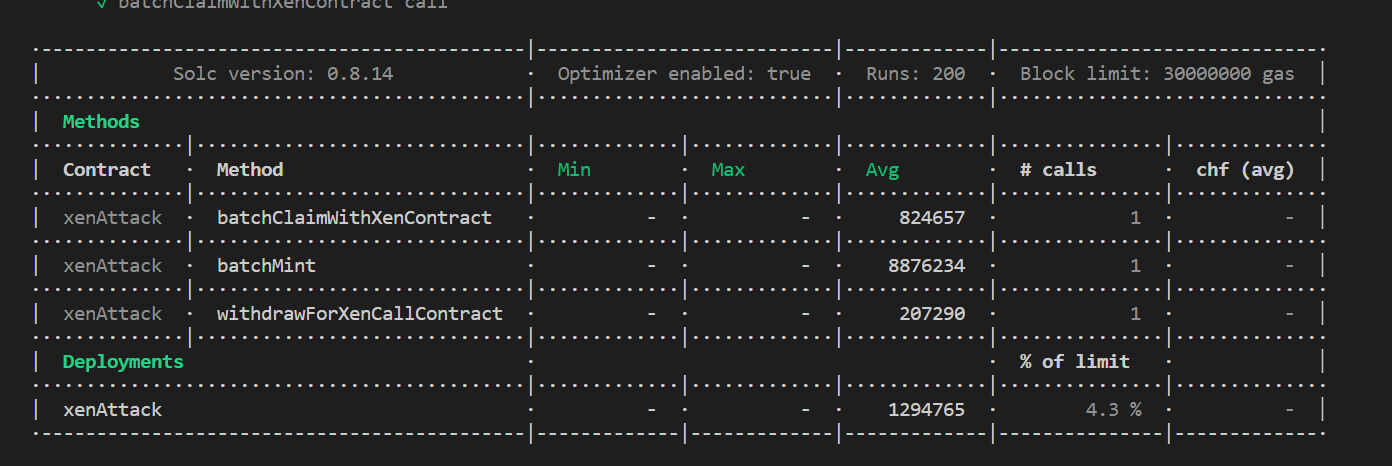 ✓ batchClaimWithXenContract call
Solc version: 0.8.14 · Optimizer enabled: true · Runs: 200 · Block limit: 30000000 gas
Methods
Contract · Method · Min · Max · Avg · # calls · chf (avg)
xenAttack · batchClaimWithXenContract · - · - · 824657 · 1 · -
xenAttack · batchMint · - · - · 8876234 · 1 · -
xenAttack · withdrawForXenCallContract · - · - · 207290 · 1 · -
Deployments · · % of limit ·
xenAttack · - · - · 1294765 · 4.3 % · -